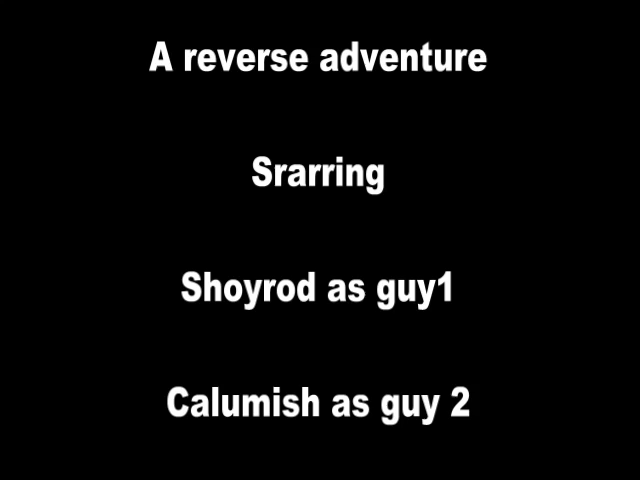 A reverse adventure
Srarring
Shoyrod as guy1
Calumish as guy 2